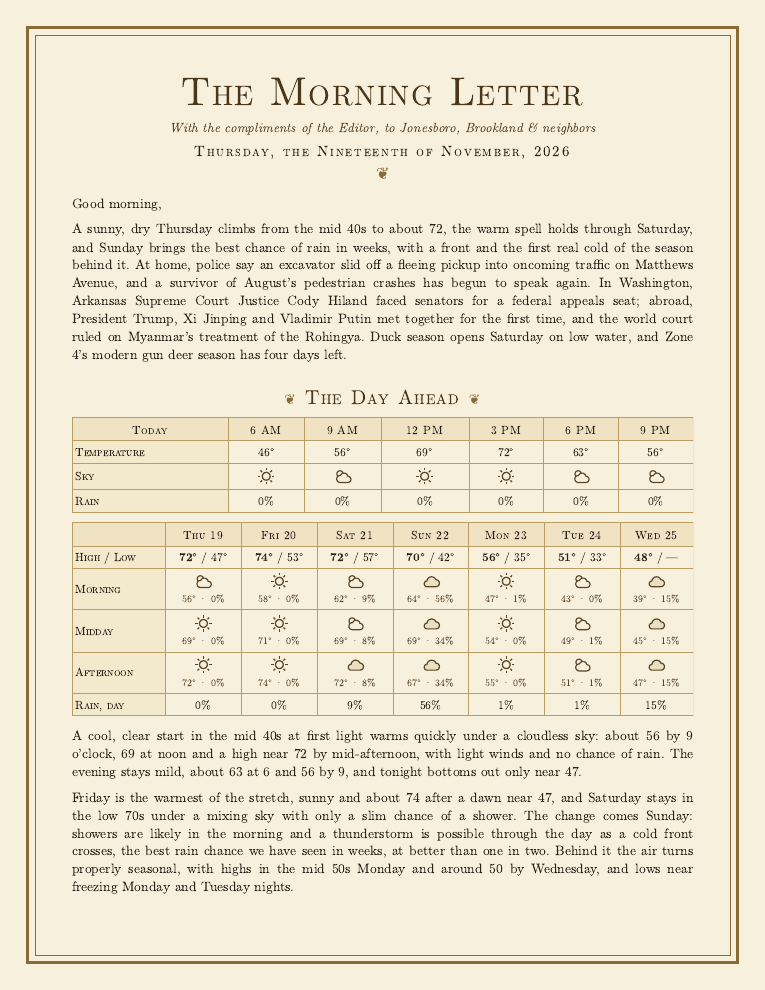 The Morning Letter
With the compliments of the Editor, to Jonesboro, Brookland & neighbors
Thursday, the Nineteenth of November, 2026
Good morning,
A sunny, dry Thursday climbs from the mid 40s to about 72, the warm spell holds through Saturday,
and Sunday brings the best chance of rain in weeks, with a front and the first real cold of the season
behind it. At home, police say an excavator slid off a fleeing pickup into oncoming traffic on Matthews
Avenue, and a survivor of August's pedestrian crashes has begun to speak again. In Washington,
Arkansas Supreme Court Justice Cody Hiland faced senators for a federal appeals seat; abroad,
President Trump, Xi Jinping and Vladimir Putin met together for the first time, and the world court
ruled on Myanmar's treatment of the Rohingya. Duck season opens Saturday on low water, and Zone
4's modern gun deer season has four days left.
The Day Ahead
Today 6 AM 9 AM 12 PM 3 PM 6 PM 9 PM
Temperature 46° 56° 69° 72° 63° 56°
Sky
Rain 0% 0% 0% 0% 0% 0%
Thu 19 Fri 20 Sat 21 Sun 22 Mon 23 Tue 24 Wed 25
High / Low 72° / 47° 74° / 53° 72° / 57° 70° / 42° 56° / 35° 51° / 33° 48° / —
Morning 56° · 0% 58° · 0% 62° · 9% 64° · 56% 47° · 1% 43° · 0% 39° · 15%
Midday 69° · 0% 71° · 0% 69° · 8% 69° · 34% 54° · 0% 49° · 1% 45° · 15%
Afternoon 72° · 0% 74° · 0% 72° · 8% 67° · 34% 55° · 0% 51° · 1% 47° · 15%
Rain, day 0% 0% 9% 56% 1% 1% 15%
A cool, clear start in the mid 40s at first light warms quickly under a cloudless sky: about 56 by 9
o'clock, 69 at noon and a high near 72 by mid-afternoon, with light winds and no chance of rain. The
evening stays mild, about 63 at 6 and 56 by 9, and tonight bottoms out only near 47.
Friday is the warmest of the stretch, sunny and about 74 after a dawn near 47, and Saturday stays in
the low 70s under a mixing sky with only a slim chance of a shower. The change comes Sunday:
showers are likely in the morning and a thunderstorm is possible through the day as a cold front
crosses, the best rain chance we have seen in weeks, at better than one in two. Behind it the air turns
properly seasonal, with highs in the mid 50s Monday and around 50 by Wednesday, and lows near
freezing Monday and Tuesday nights.